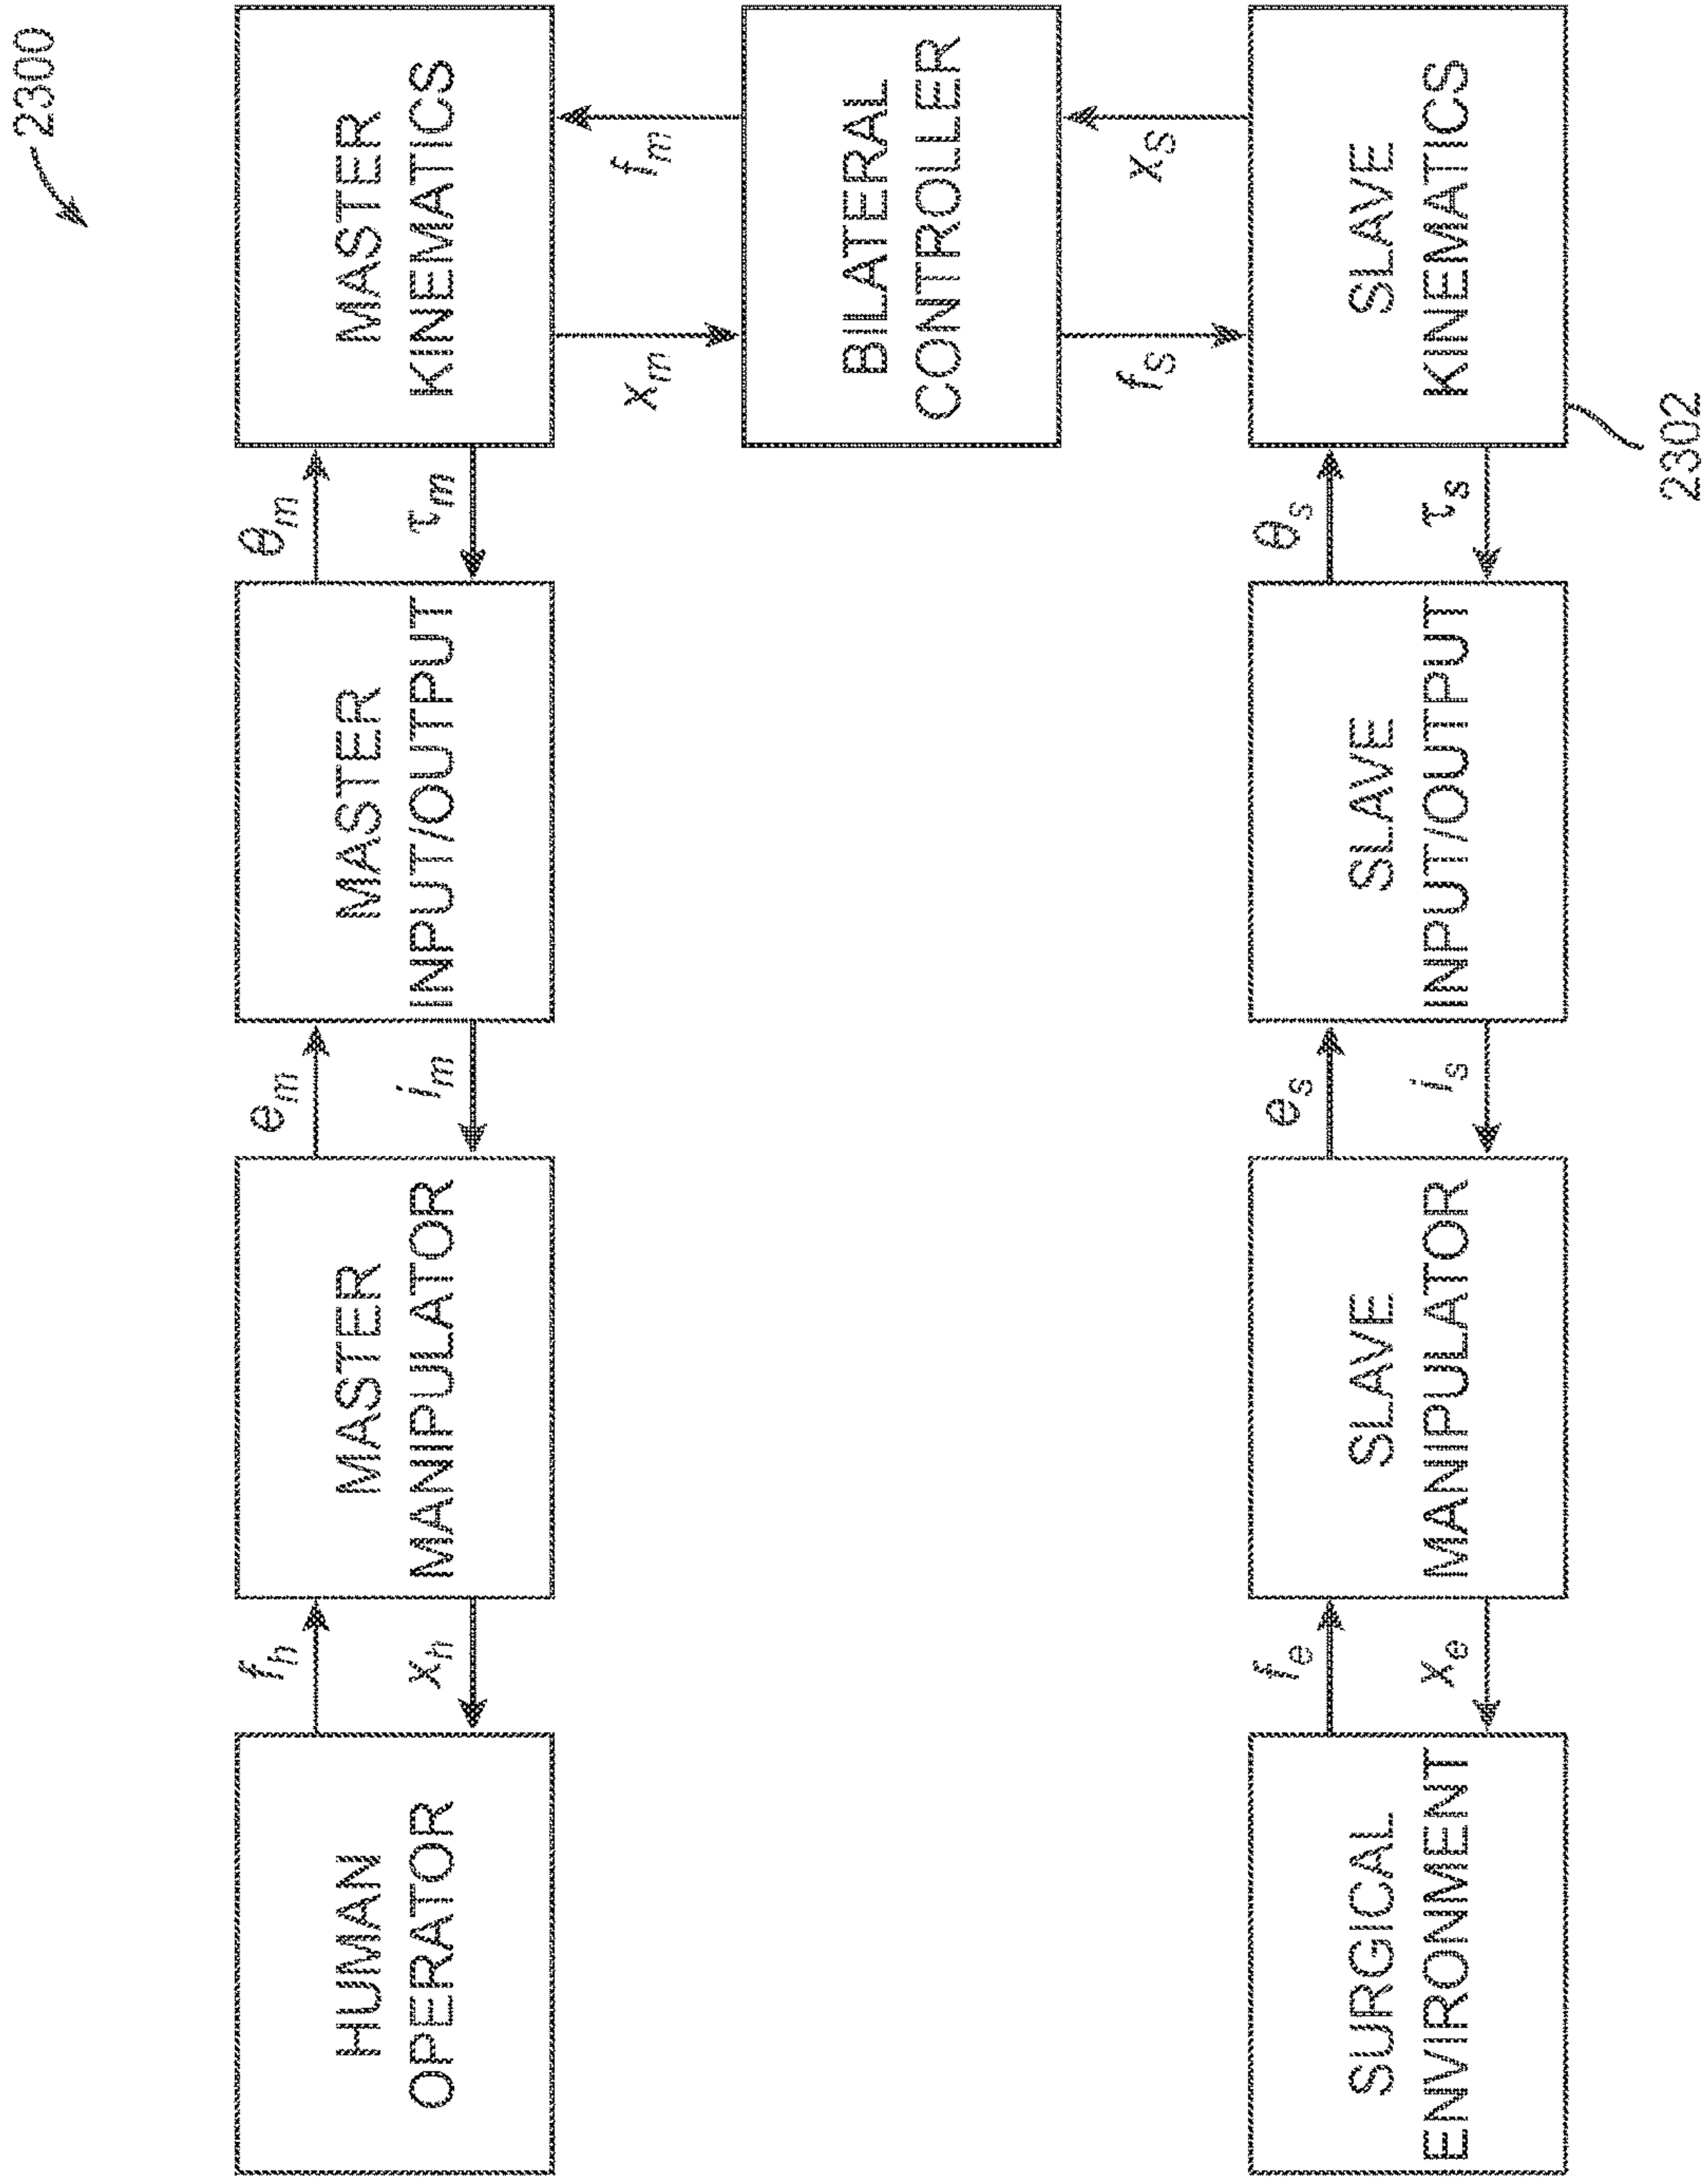 2300
HUMAN
OPERATOR
f_h
x_h
MASTER
MANIPULATOR
e_m
i_m
MASTER
INPUT/OUTPUT
θ_m
τ_m
MASTER
KINEMATICS
x_m
f_m
BILATERAL
CONTROLLER
f_s
x_s
SURGICAL
ENVIRONMENT
f_e
x_e
SLAVE
MANIPULATOR
e_s
i_s
SLAVE
INPUT/OUTPUT
θ_s
τ_s
SLAVE
KINEMATICS
2302